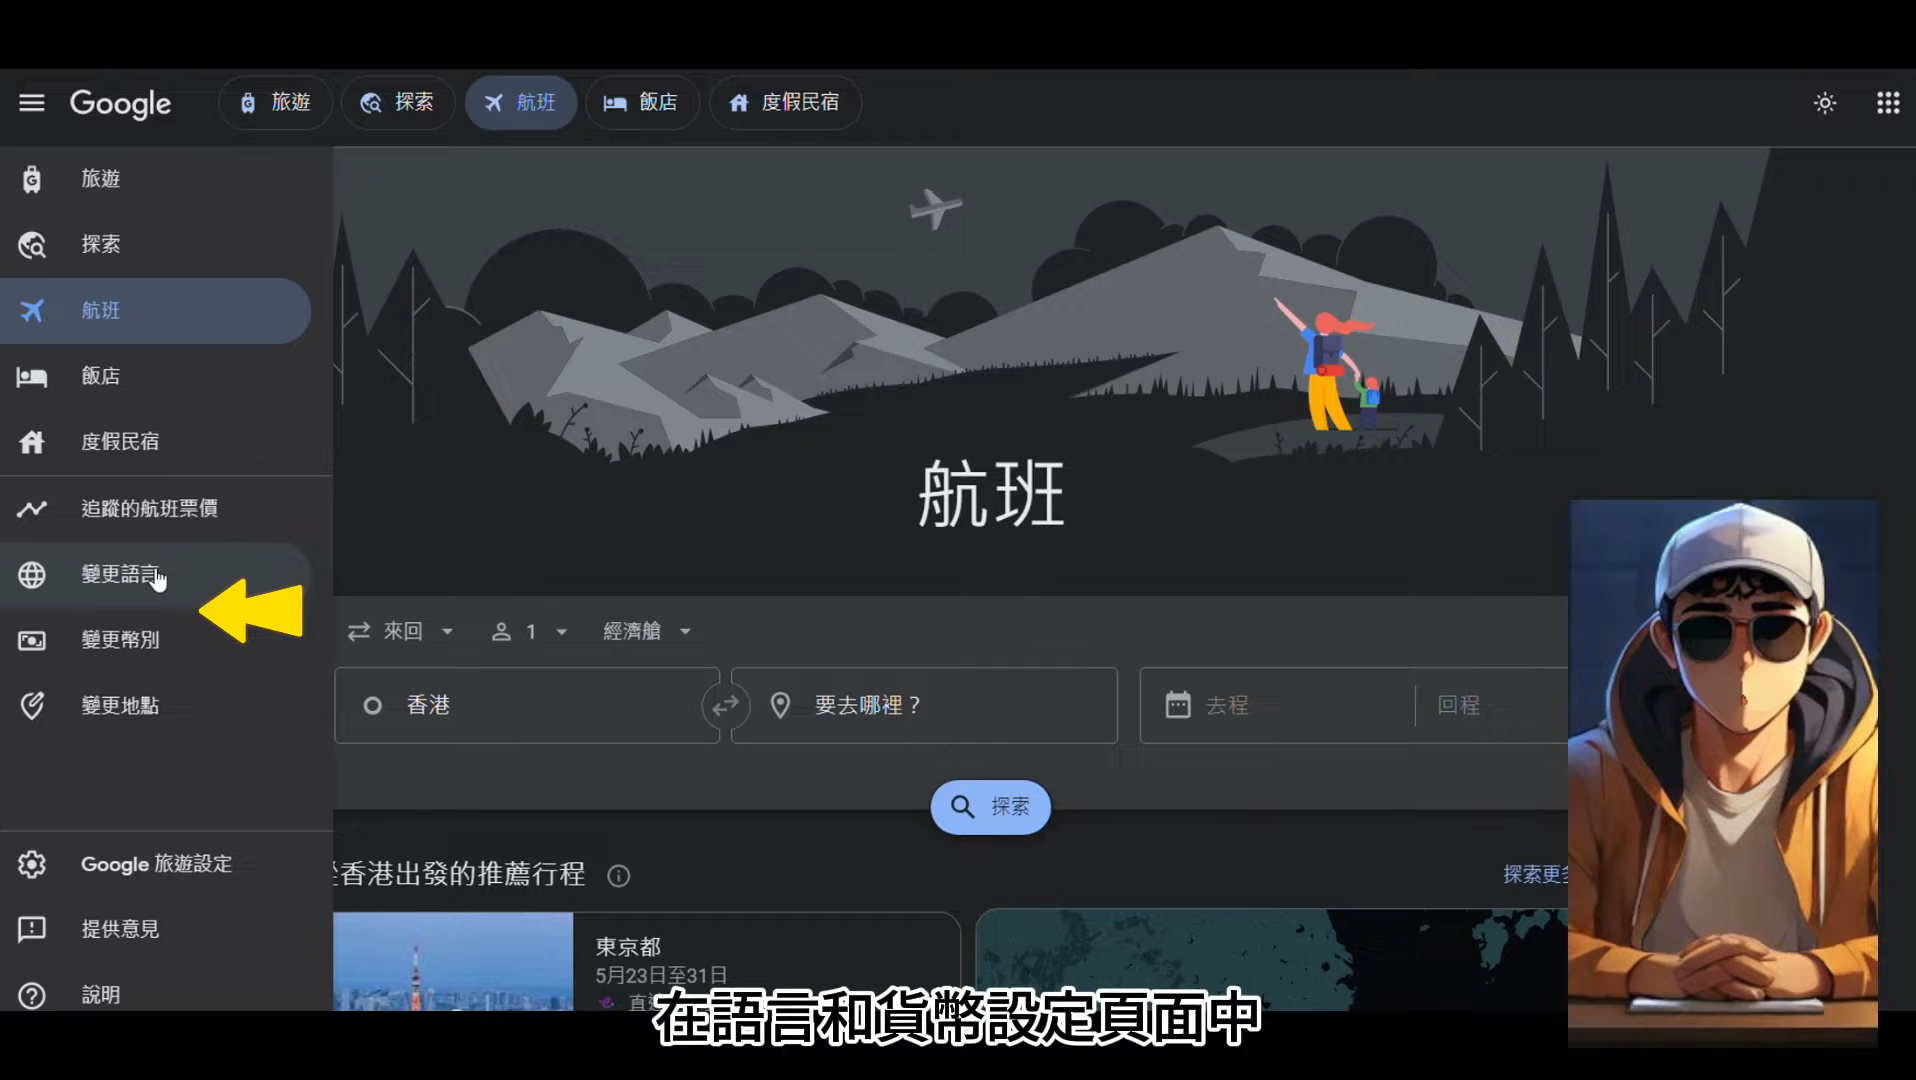 Google
旅遊
探索
航班
飯店
度假民宿
旅遊
探索
航班
飯店
度假民宿
追蹤的航班票價
變更語言
變更幣別
變更地點
Google 旅遊設定
提供意見
說明
航班
來回
1
經濟艙
香港
要去哪裡？
去程
回程
探索
香港出發的推薦行程
探索更
東京都
5月23日至31日
直
在語言和貨幣設定頁面中